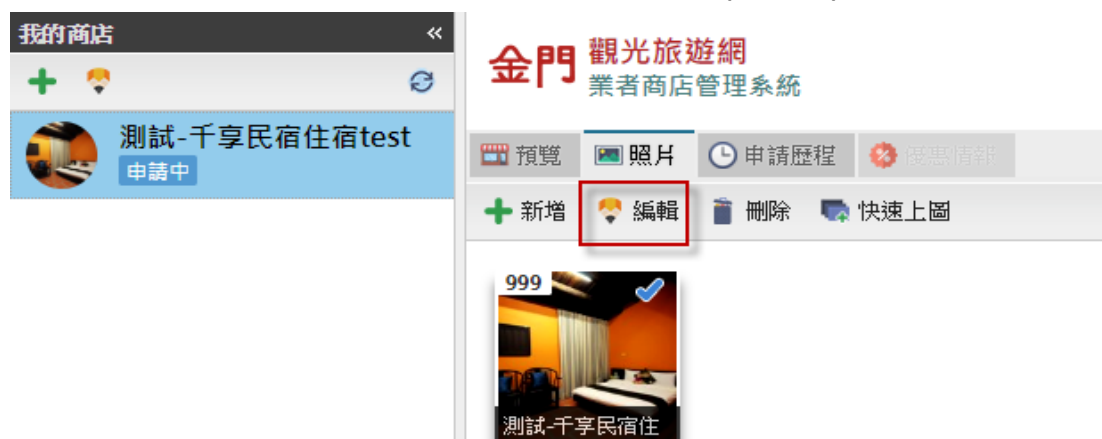 我的商店 «
測試-千享民宿住宿test
申請中
金門 觀光旅遊網
業者商店管理系統
預覽 照片 申請歷程 優惠情報
新增 編輯 刪除 快速上圖
999
測試-千享民宿住